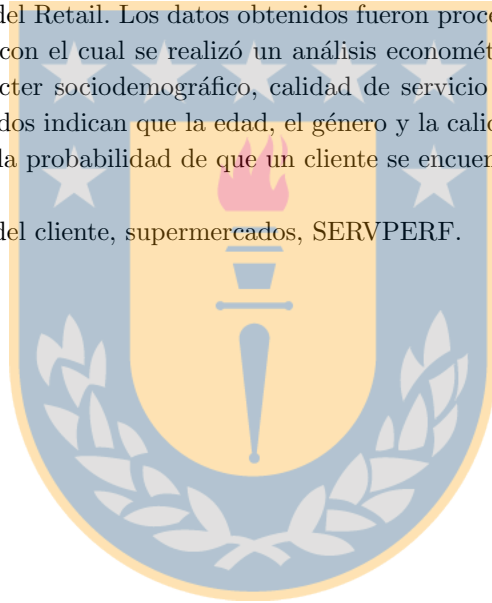 del Retail. Los datos obtenidos fueron proce
con el cual se realizó un análisis economét
cter sociodemográfico, calidad de servicio
dos indican que la edad, el género y la calid
la probabilidad de que un cliente se encuen
del cliente, supermercados, SERVPERF.